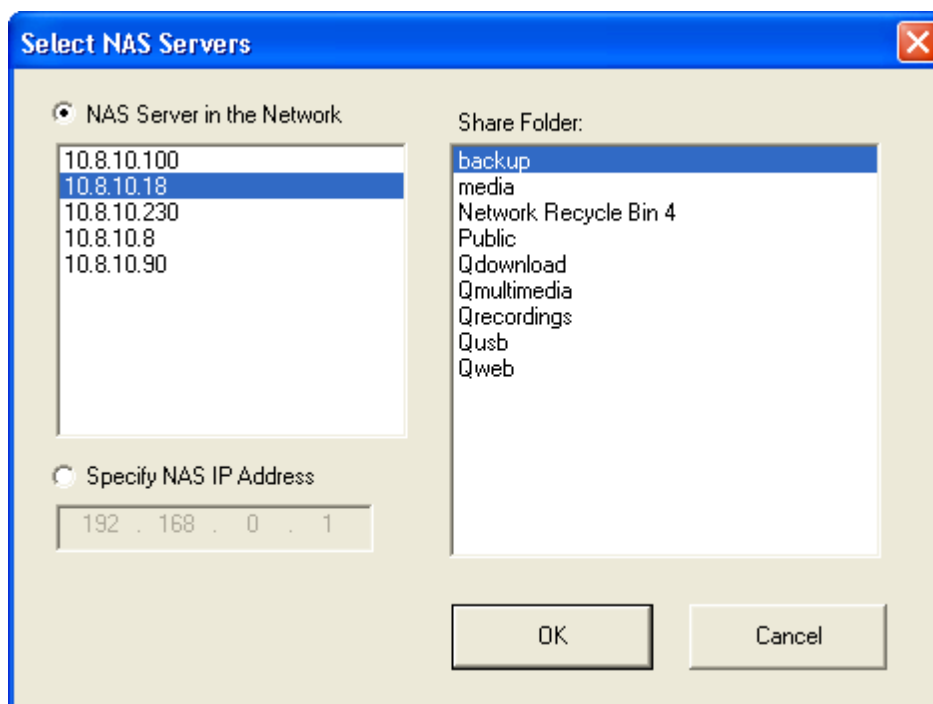 Select NAS Servers
NAS Server in the Network
10.8.10.100
10.8.10.18
10.8.10.230
10.8.10.8
10.8.10.90
Specify NAS IP Address
192 . 168 . 0 . 1
Share Folder:
backup
media
Network Recycle Bin 4
Public
Qdownload
Qmultimedia
Qrecordings
Qusb
Qweb
OK
Cancel